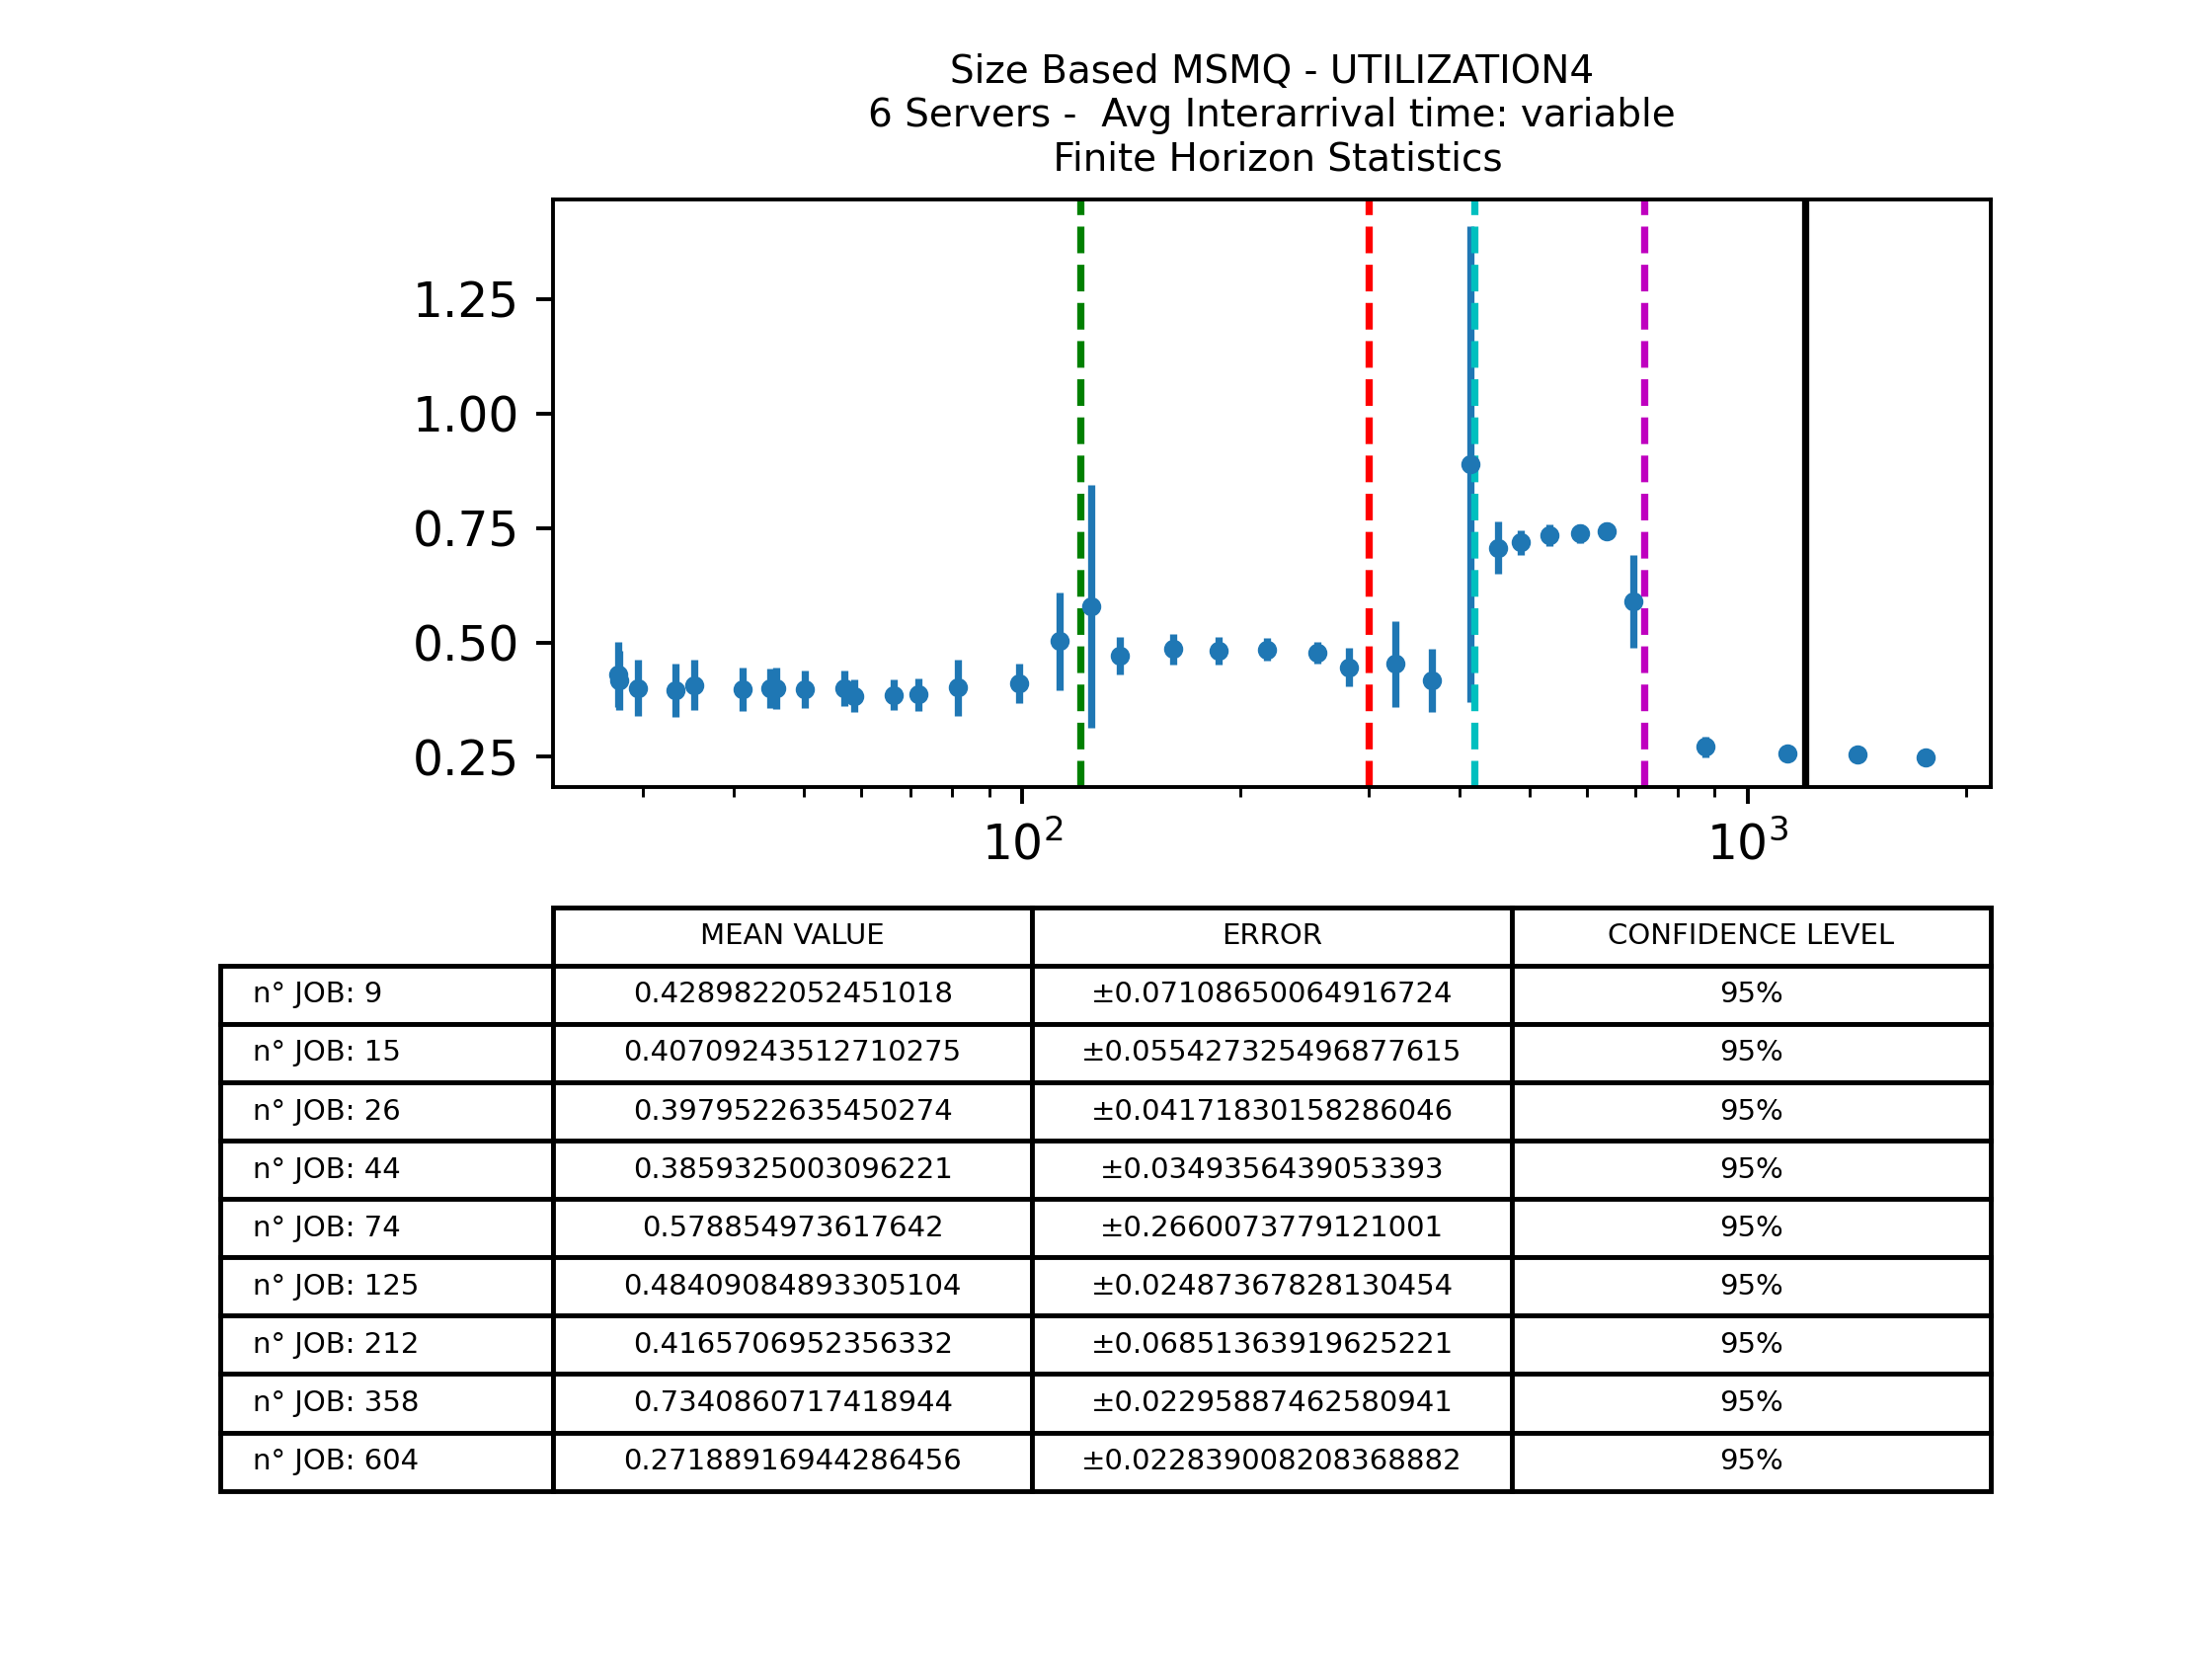 Size Based MSMQ - UTILIZATION4
6 Servers -  Avg Interarrival time: variable
Finite Horizon Statistics
1.25
1.00
0.75
0.50
0.25
10² 10³
MEAN VALUE ERROR CONFIDENCE LEVEL
n° JOB: 9 0.4289822052451018 ±0.07108650064916724 95%
n° JOB: 15 0.40709243512710275 ±0.055427325496877615 95%
n° JOB: 26 0.3979522635450274 ±0.04171830158286046 95%
n° JOB: 44 0.3859325003096221 ±0.0349356439053393 95%
n° JOB: 74 0.578854973617642 ±0.2660073779121001 95%
n° JOB: 125 0.48409084893305104 ±0.02487367828130454 95%
n° JOB: 212 0.4165706952356332 ±0.06851363919625221 95%
n° JOB: 358 0.7340860717418944 ±0.02295887462580941 95%
n° JOB: 604 0.27188916944286456 ±0.022839008208368882 95%